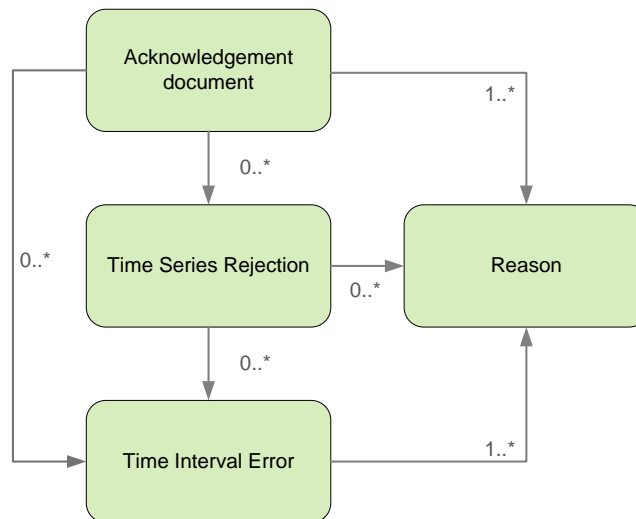 Acknowledgement
document
1..*
0..*
Time Series Rejection
Reason
0..*
0..*
0..*
Time Interval Error
1..*